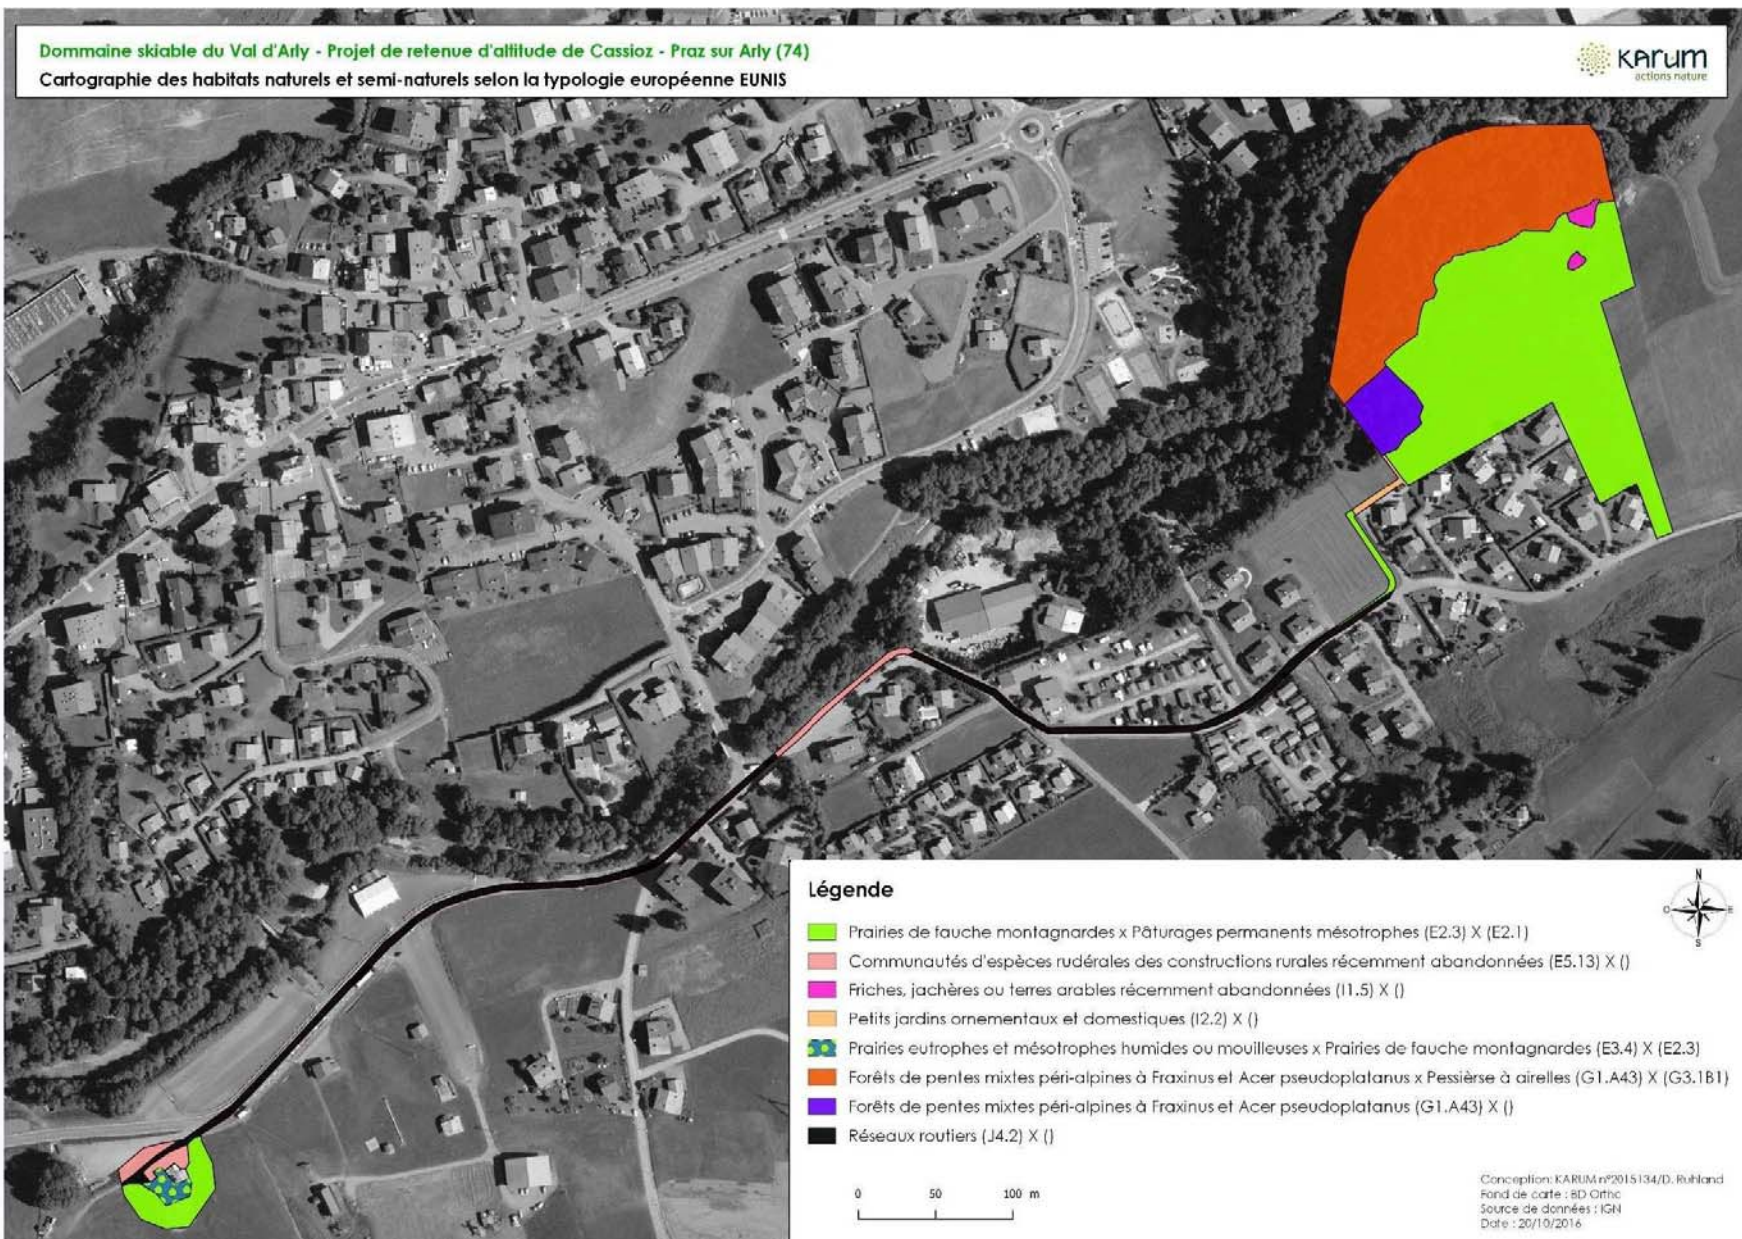 Dommaine skiable du Val d'Arly - Projet de retenue d'altitude de Cassioz - Praz sur Arly (74)
Cartographie des habitats naturels et semi-naturels selon la typologie européenne EUNIS
KARUM
actions nature
Légende
N
O
E
S
Prairies de fauche montagnardes x Pâturages permanents mésotrophes (E2.3) X (E2.1)
Communautés d'espèces rudérales des constructions rurales récemment abandonnées (E5.13) X ()
Friches, jachères ou terres arables récemment abandonnées (I1.5) X ()
Petits jardins ornementaux et domestiques (I2.2) X ()
Prairies eutrophes et mésotrophes humides ou mouilleuses x Prairies de fauche montagnardes (E3.4) X (E2.3)
Forêts de pentes mixtes péri-alpines à Fraxinus et Acer pseudoplatanus x Pessièrse à airelles (G1.A43) X (G3.1B1)
Forêts de pentes mixtes péri-alpines à Fraxinus et Acer pseudoplatanus (G1.A43) X ()
Réseaux routiers (J4.2) X ()
0 50 100 m
Conception: KARUM n°2015134/D. Ruhland
Fond de carte : BD Ortho
Source de données : IGN
Date : 20/10/2016